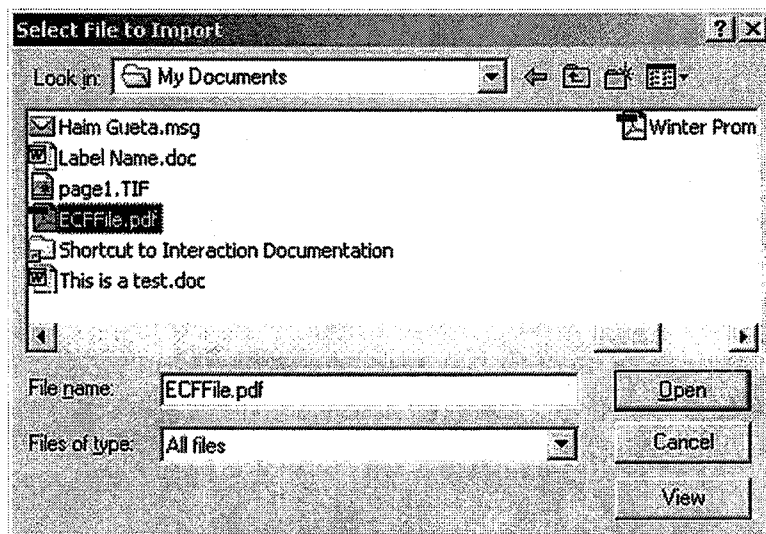 Select File to Import
Look in: My Documents
Haim Gueta.msg
Label Name.doc
page1.TIF
ECFFile.pdf
Shortcut to Interaction Documentation
This is a test.doc
Winter Prom
File name: ECFFile.pdf
Open
Files of type: All files
Cancel
View